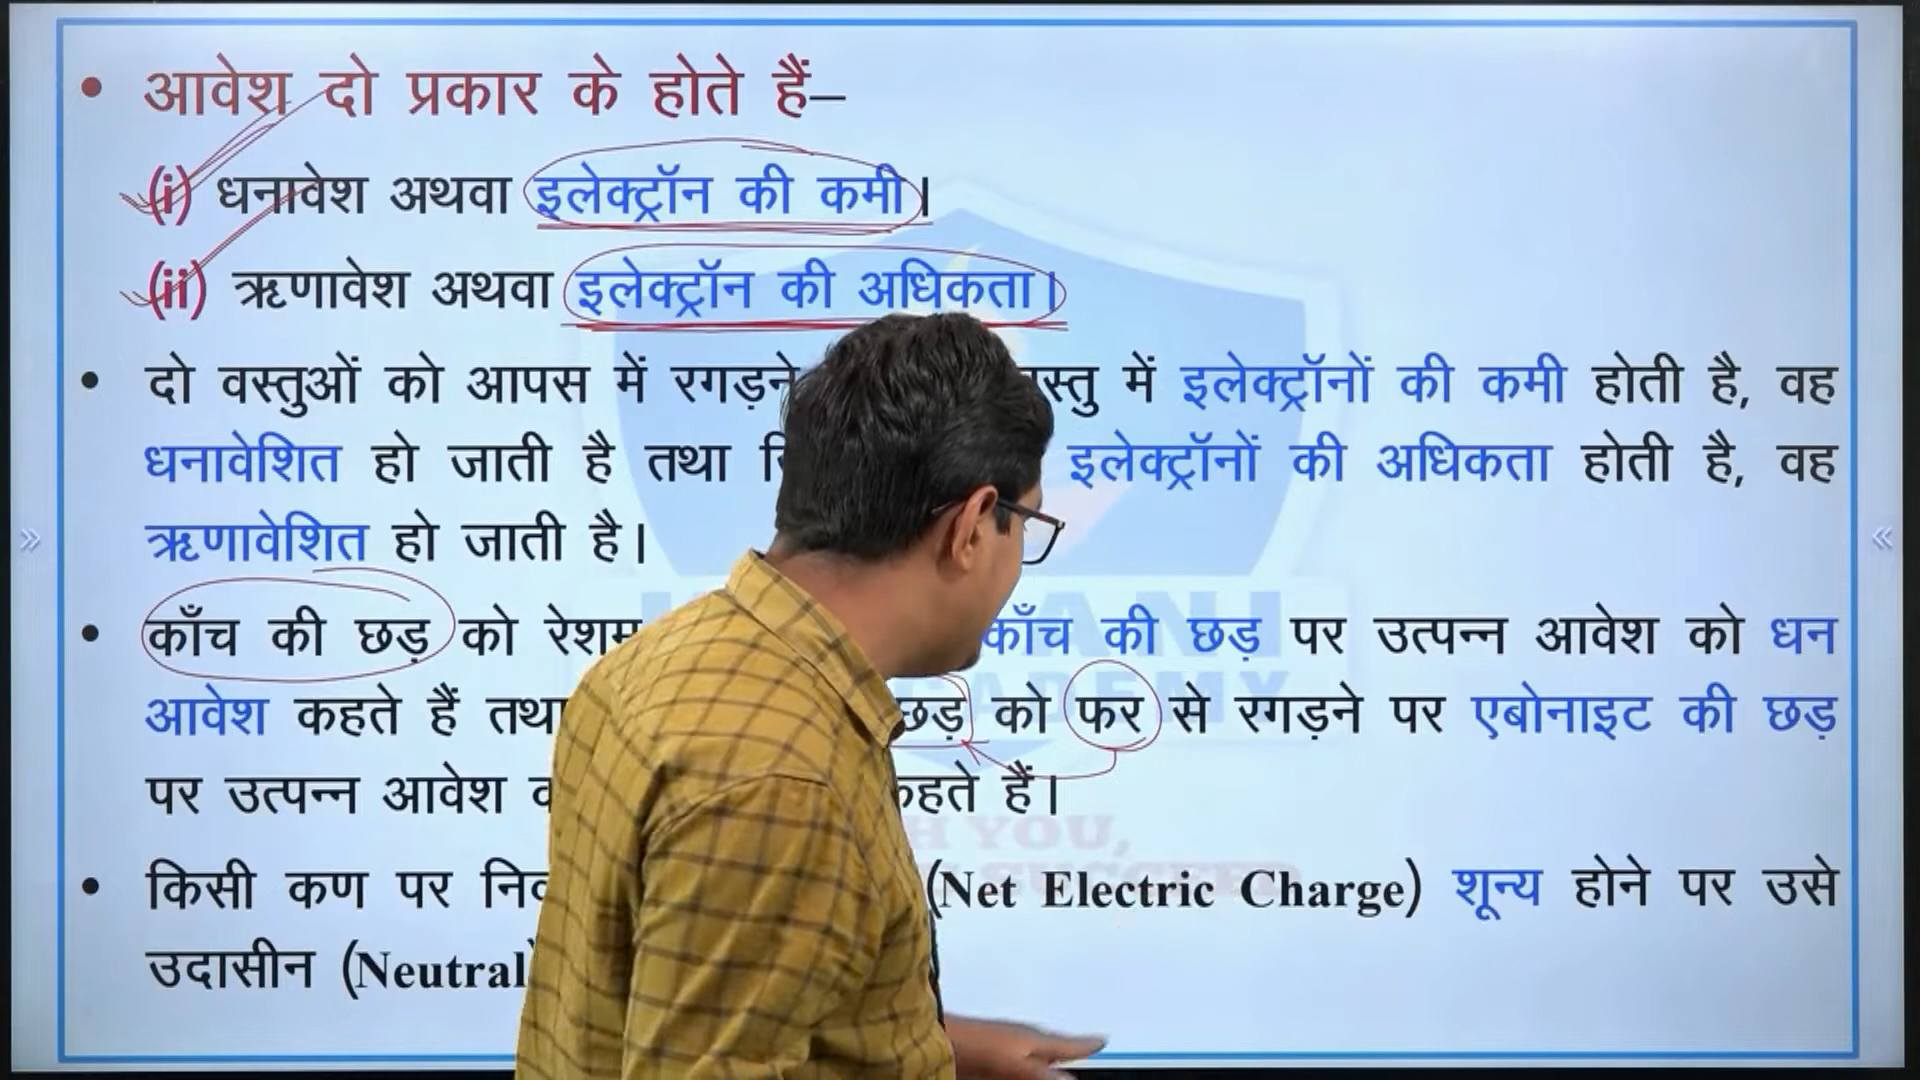 • आवेश दो प्रकार के होते हैं–
(i) धनावेश अथवा इलेक्ट्रॉन की कमी।
(ii) ऋणावेश अथवा इलेक्ट्रॉन की अधिकता।
• दो वस्तुओं को आपस में रगड़ने में इलेक्ट्रॉनों की कमी होती है, वह
धनावेशित हो जाती है तथा इलेक्ट्रॉनों की अधिकता होती है, वह
ऋणावेशित हो जाती है।
• काँच की छड़ को रेशम काँच की छड़ पर उत्पन्न आवेश को धन
आवेश कहते हैं तथा छड़ को फर से रगड़ने पर एबोनाइट की छड़
पर उत्पन्न आवेश कहते हैं।
• किसी कण पर (Net Electric Charge) शून्य होने पर उसे
उदासीन (Neutral)